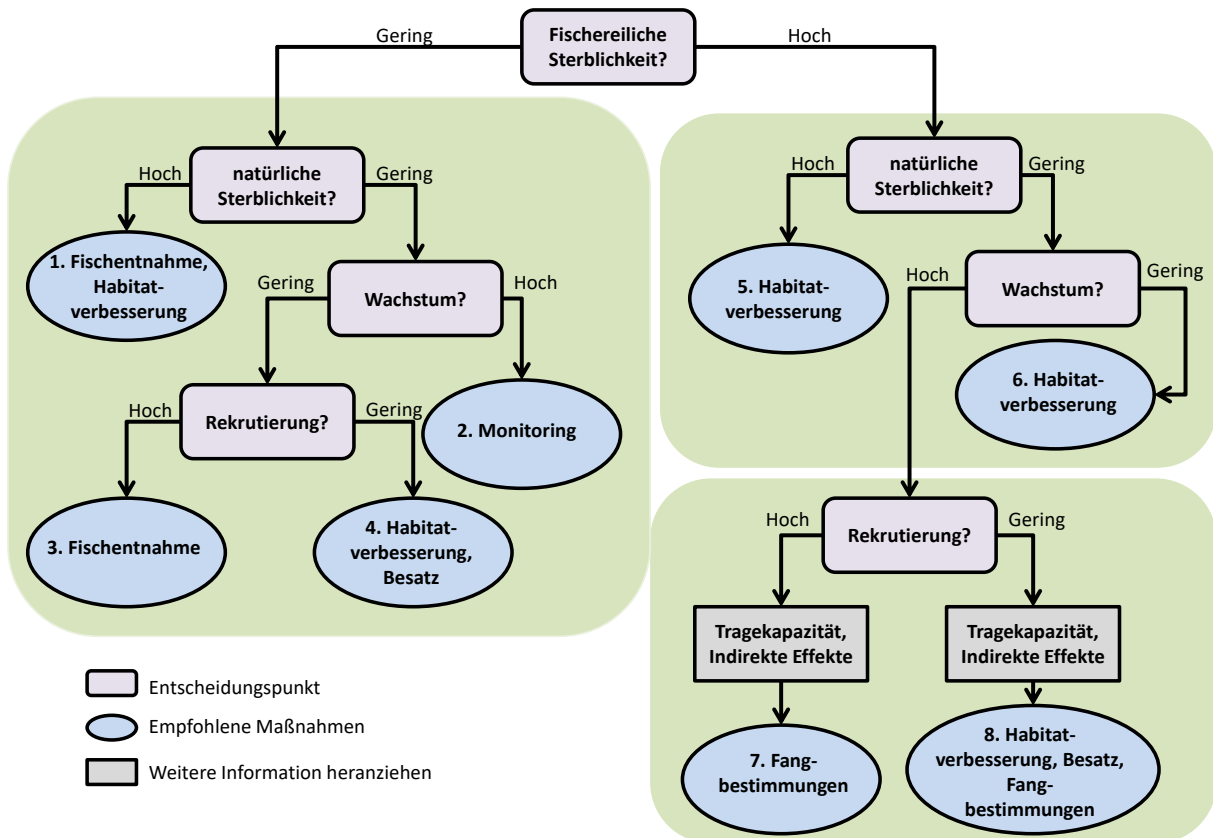 Gering
Fischereiliche
Sterblichkeit?
Hoch
Hoch
natürliche
Sterblichkeit?
Gering
1. Fischentnahme,
Habitat-
verbesserung
Gering
Wachstum?
Hoch
Hoch
Rekrutierung?
Gering
2. Monitoring
3. Fischentnahme
4. Habitat-
verbesserung,
Besatz
Hoch
natürliche
Sterblichkeit?
Gering
5. Habitat-
verbesserung
Hoch
Wachstum?
Gering
6. Habitat-
verbesserung
Hoch
Rekrutierung?
Gering
Tragekapazität,
Indirekte Effekte
Tragekapazität,
Indirekte Effekte
7. Fang-
bestimmungen
8. Habitat-
verbesserung, Besatz,
Fang-
bestimmungen
Entscheidungspunkt
Empfohlene Maßnahmen
Weitere Information heranziehen